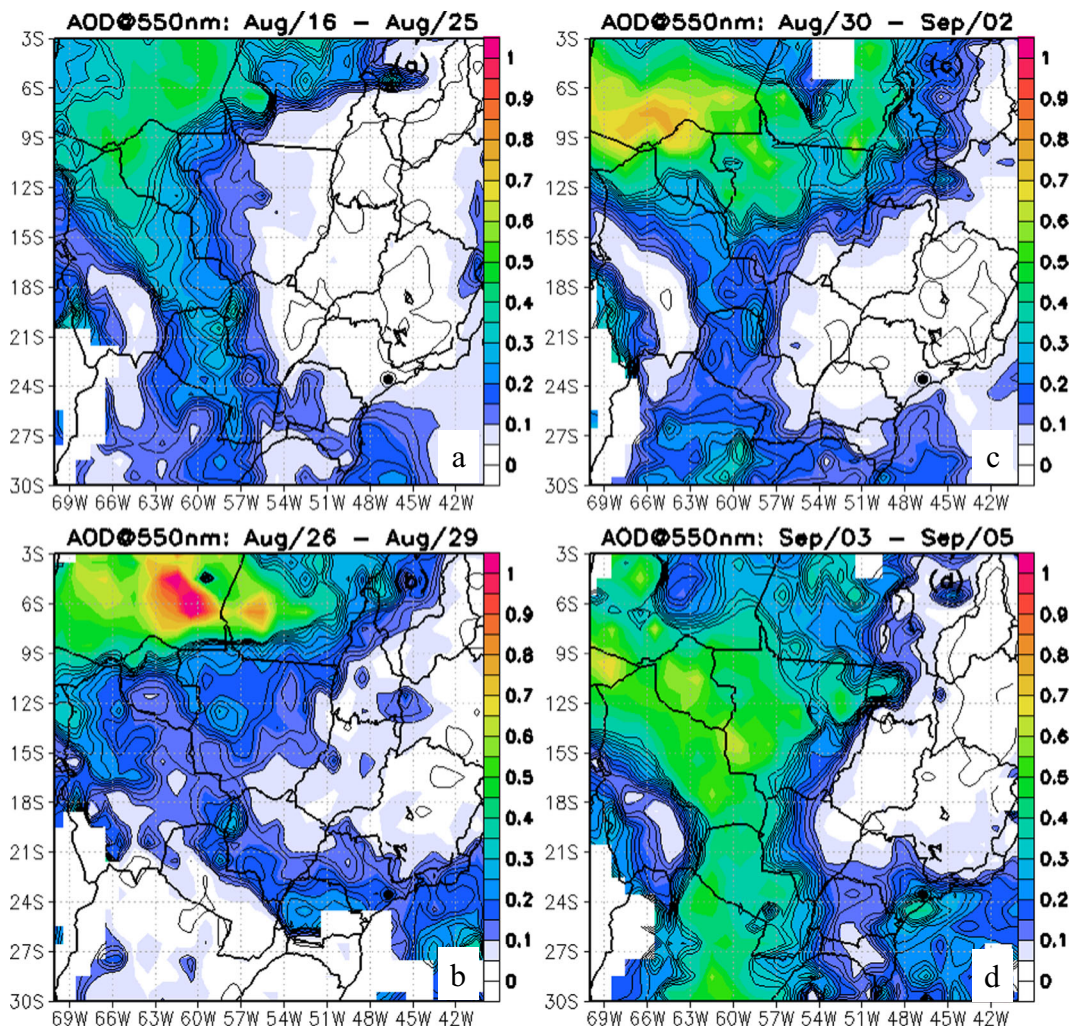 AOD@550nm: Aug/16 – Aug/25
3S
6S
9S
12S
15S
18S
21S
24S
27S
30S
69W 66W 63W 60W 57W 54W 51W 48W 45W 42W
1
0.9
0.8
0.7
0.6
0.5
0.4
0.3
0.2
0.1
0
(a)
a
AOD@550nm: Aug/30 – Sep/02
3S
6S
9S
12S
15S
18S
21S
24S
27S
30S
69W 66W 63W 60W 57W 54W 51W 48W 45W 42W
1
0.9
0.8
0.7
0.6
0.5
0.4
0.3
0.2
0.1
0
(c)
c
AOD@550nm: Aug/26 – Aug/29
3S
6S
9S
12S
15S
18S
21S
24S
27S
30S
69W 66W 63W 60W 57W 54W 51W 48W 45W 42W
1
0.9
0.8
0.7
0.6
0.5
0.4
0.3
0.2
0.1
0
(b)
b
AOD@550nm: Sep/03 – Sep/05
3S
6S
9S
12S
15S
18S
21S
24S
27S
30S
69W 66W 63W 60W 57W 54W 51W 48W 45W 42W
1
0.9
0.8
0.7
0.6
0.5
0.4
0.3
0.2
0.1
0
(d)
d